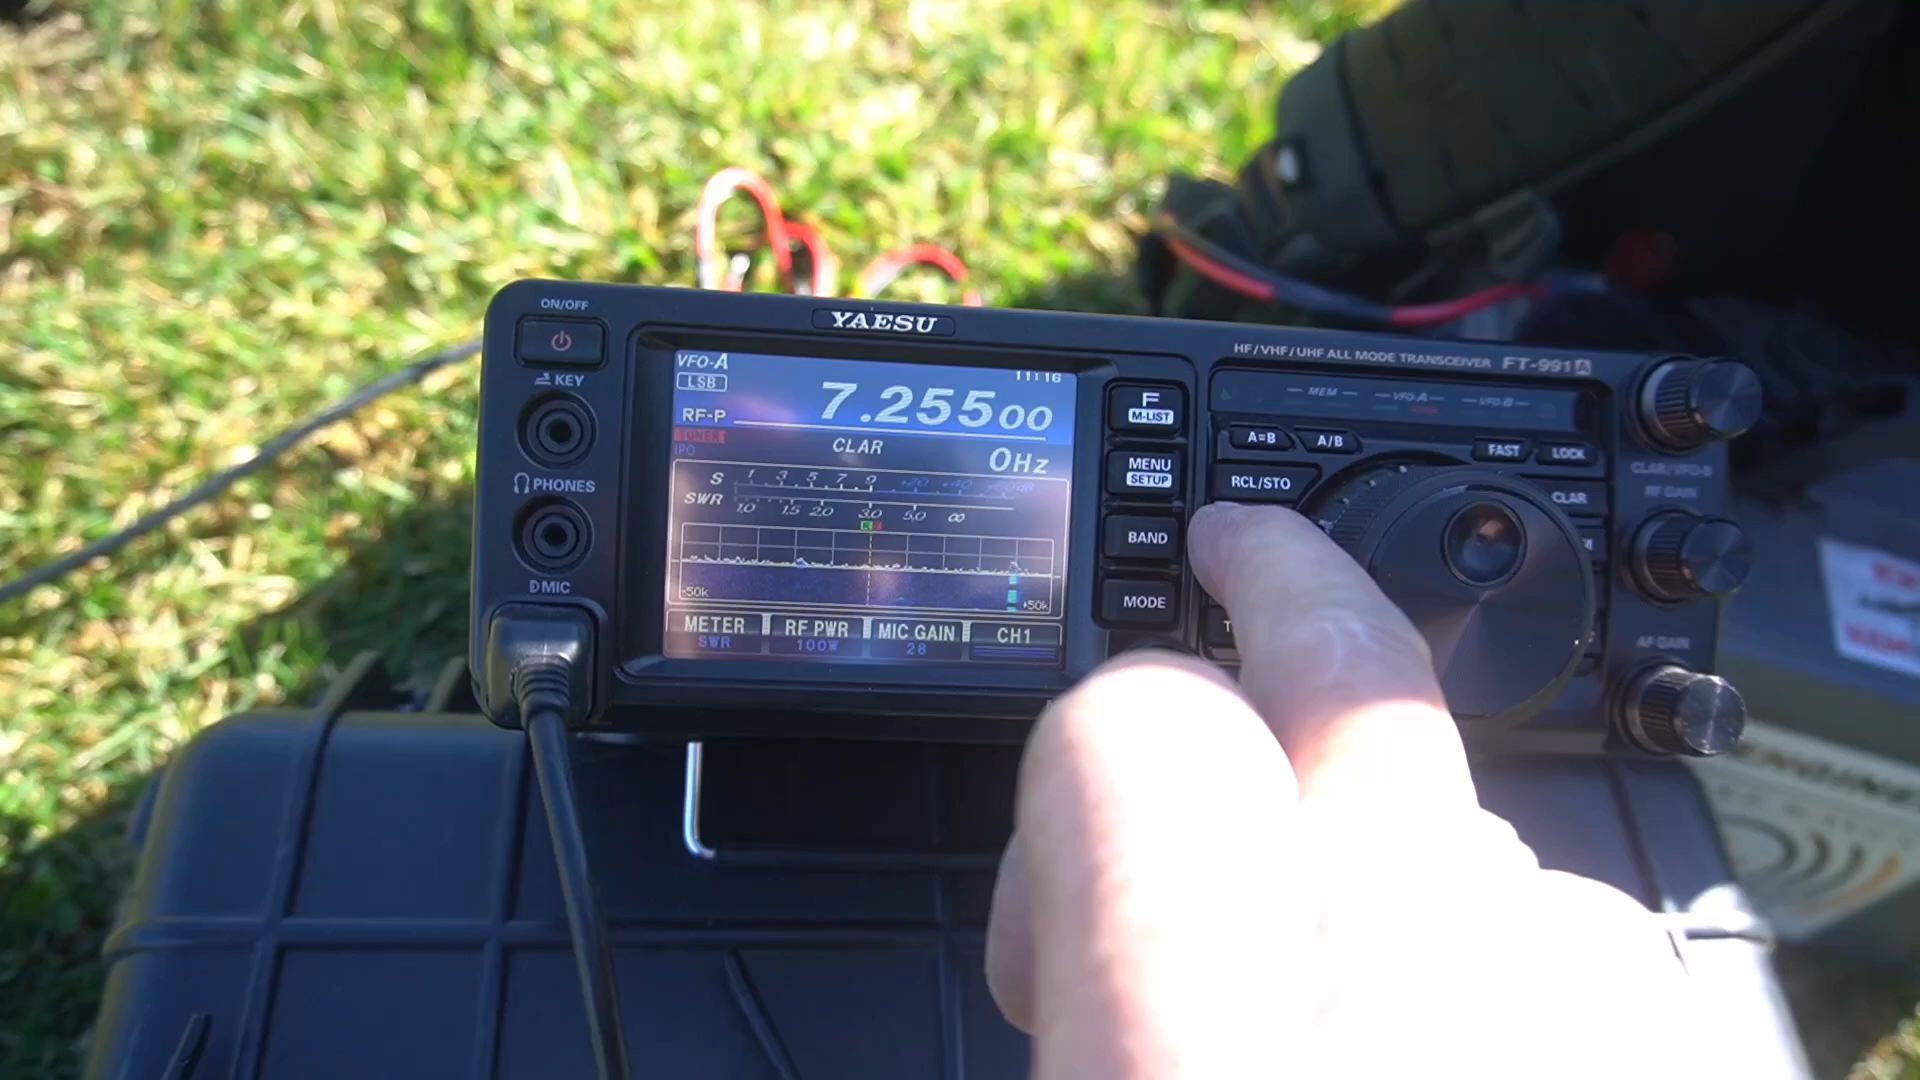 ON/OFF
KEY
PHONES
MIC
YAESU
HF/VHF/UHF ALL MODE TRANSCEIVER FT-991A
VFO-A
11:16
LSB
7.25500
RF-P
TUNER
IPO
CLAR
0Hz
S 1 3 5 7 9 +20 +40 +60dB
SWR 1.0 1.5 2.0 3.0 5.0 ∞
-50k
+50k
METER
SWR
RF PWR
100W
MIC GAIN
28
CH1
F
M-LIST
MENU
SETUP
BAND
MODE
MEM
VFO-A
VFO-B
A=B
A/B
FAST
LOCK
RCL/STO
CLAR
CLAR/VFO-B
RF GAIN
AF GAIN